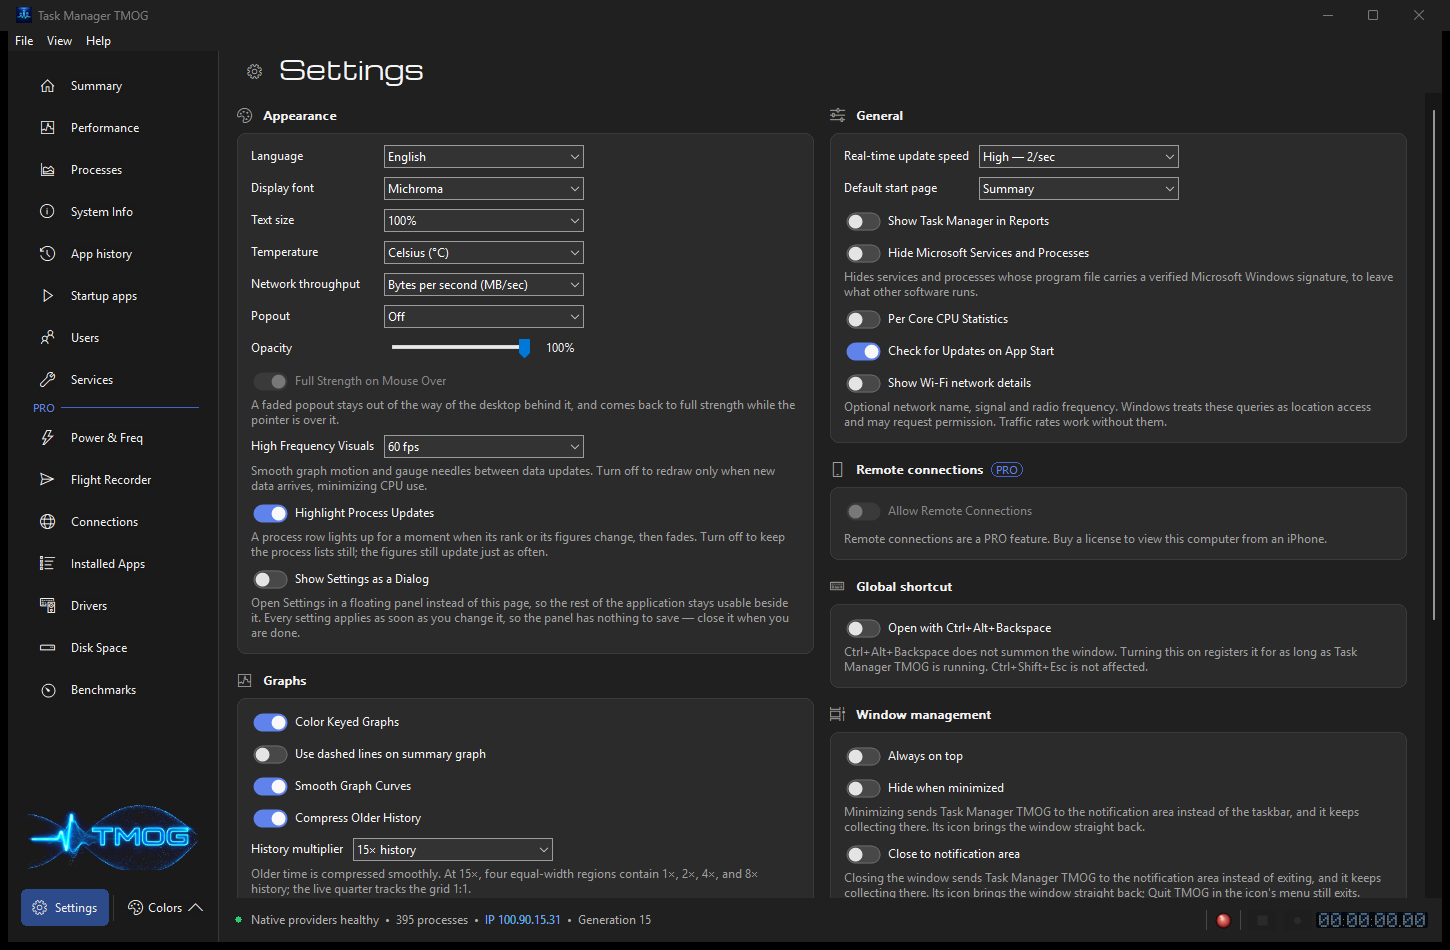 Task Manager TMOG
File View Help
Summary
Performance
Processes
System Info
App history
Startup apps
Users
Services
PRO
Power & Freq
Flight Recorder
Connections
Installed Apps
Drivers
Disk Space
Benchmarks
TMOG
Settings
Colors
Settings
Appearance
Language English
Display font Michroma
Text size 100%
Temperature Celsius (°C)
Network throughput Bytes per second (MB/sec)
Popout Off
Opacity 100%
Full Strength on Mouse Over
A faded popout stays out of the way of the desktop behind it, and comes back to full strength while the
pointer is over it.
High Frequency Visuals 60 fps
Smooth graph motion and gauge needles between data updates. Turn off to redraw only when new
data arrives, minimizing CPU use.
Highlight Process Updates
A process row lights up for a moment when its rank or its figures change, then fades. Turn off to keep
the process lists still; the figures still update just as often.
Show Settings as a Dialog
Open Settings in a floating panel instead of this page, so the rest of the application stays usable beside
it. Every setting applies as soon as you change it, so the panel has nothing to save — close it when you
are done.
Graphs
Color Keyed Graphs
Use dashed lines on summary graph
Smooth Graph Curves
Compress Older History
History multiplier 15× history
Older time is compressed smoothly. At 15×, four equal-width regions contain 1×, 2×, 4×, and 8×
history; the live quarter tracks the grid 1:1.
General
Real-time update speed High — 2/sec
Default start page Summary
Show Task Manager in Reports
Hide Microsoft Services and Processes
Hides services and processes whose program file carries a verified Microsoft Windows signature, to leave
what other software runs.
Per Core CPU Statistics
Check for Updates on App Start
Show Wi-Fi network details
Optional network name, signal and radio frequency. Windows treats these queries as location access
and may request permission. Traffic rates work without them.
Remote connections PRO
Allow Remote Connections
Remote connections are a PRO feature. Buy a license to view this computer from an iPhone.
Global shortcut
Open with Ctrl+Alt+Backspace
Ctrl+Alt+Backspace does not summon the window. Turning this on registers it for as long as Task
Manager TMOG is running. Ctrl+Shift+Esc is not affected.
Window management
Always on top
Hide when minimized
Minimizing sends Task Manager TMOG to the notification area instead of the taskbar, and it keeps
collecting there. Its icon brings the window straight back.
Close to notification area
Closing the window sends Task Manager TMOG to the notification area instead of exiting, and it keeps
collecting there. Its icon brings the window straight back; Quit TMOG in the icon's menu still exits.
Native providers healthy • 395 processes • IP 100.90.15.31 • Generation 15
00:00:00.00